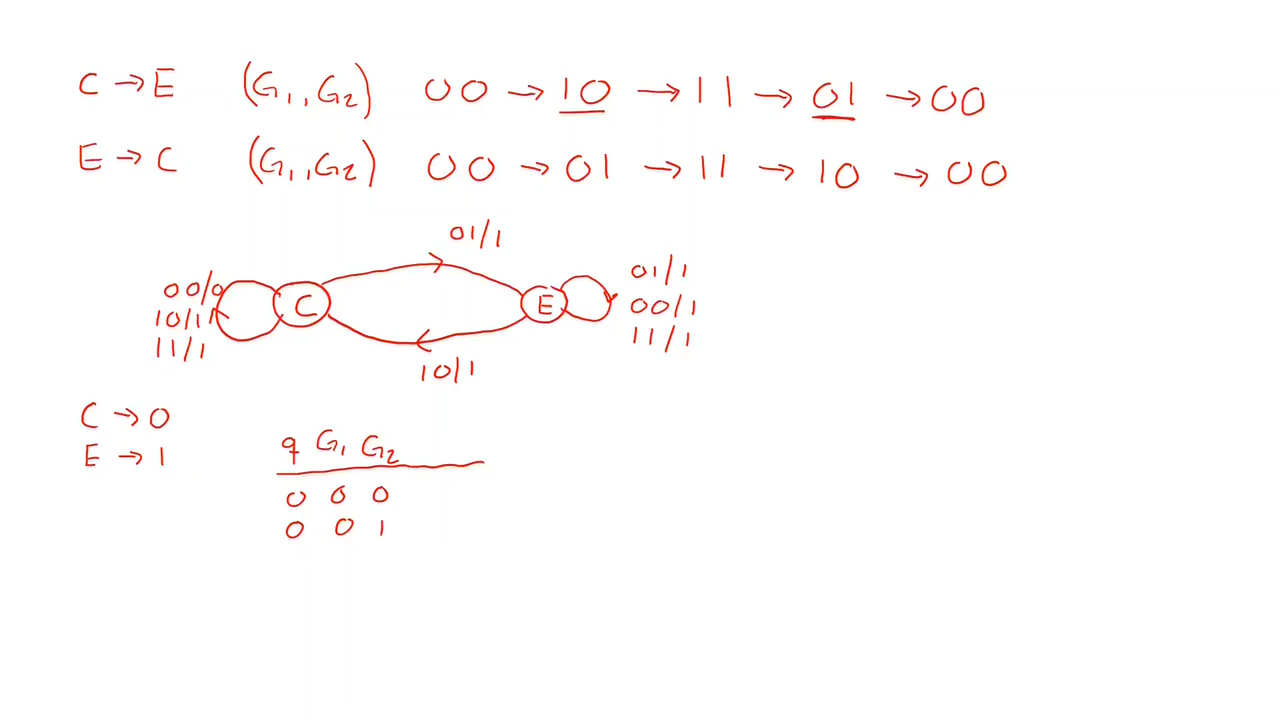 C → E (G1, G2) 00 → 10 → 11 → 01 → 00
E → C (G1, G2) 00 → 01 → 11 → 10 → 00
01/1
00/0
10/1
11/1
C
E
01/1
00/1
11/1
10/1
C → 0
E → 1
q G1 G2
0 0 0
0 0 1